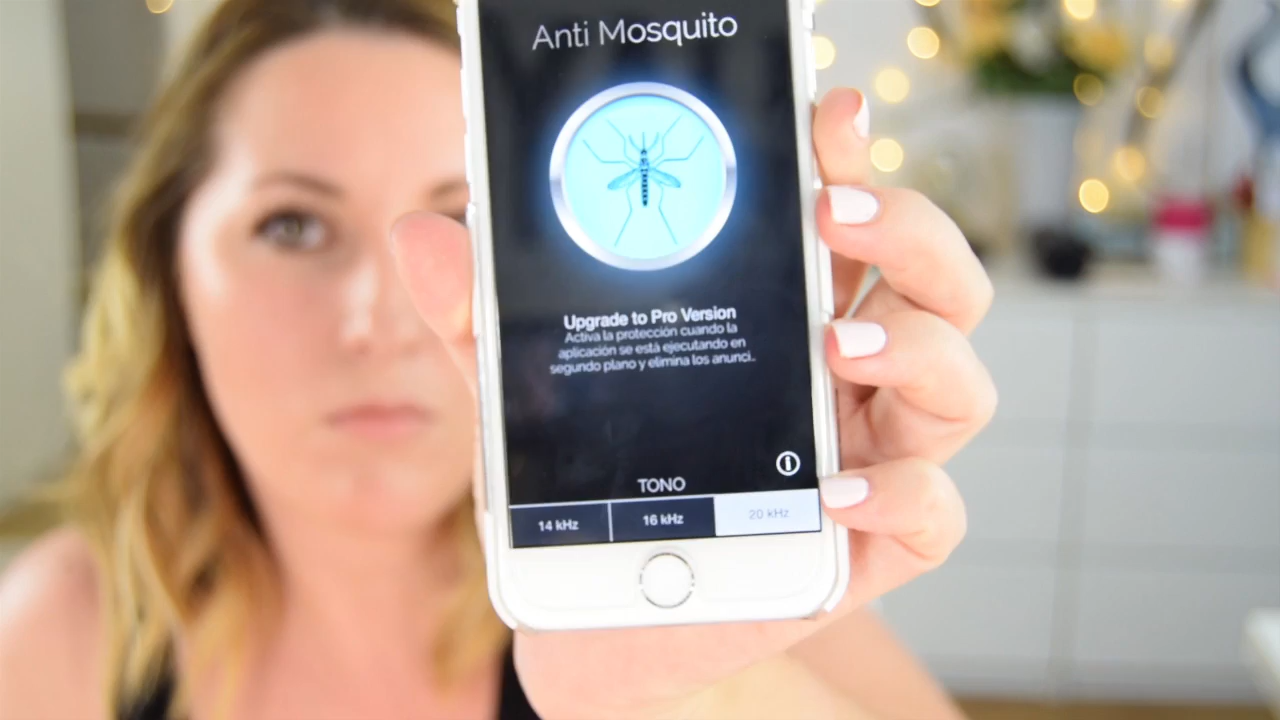 Anti Mosquito
Upgrade to Pro Version
Activa la protección cuando la
aplicación se está ejecutando en
segundo plano y elimina los anunci..
TONO
14 kHz
16 kHz
20 kHz